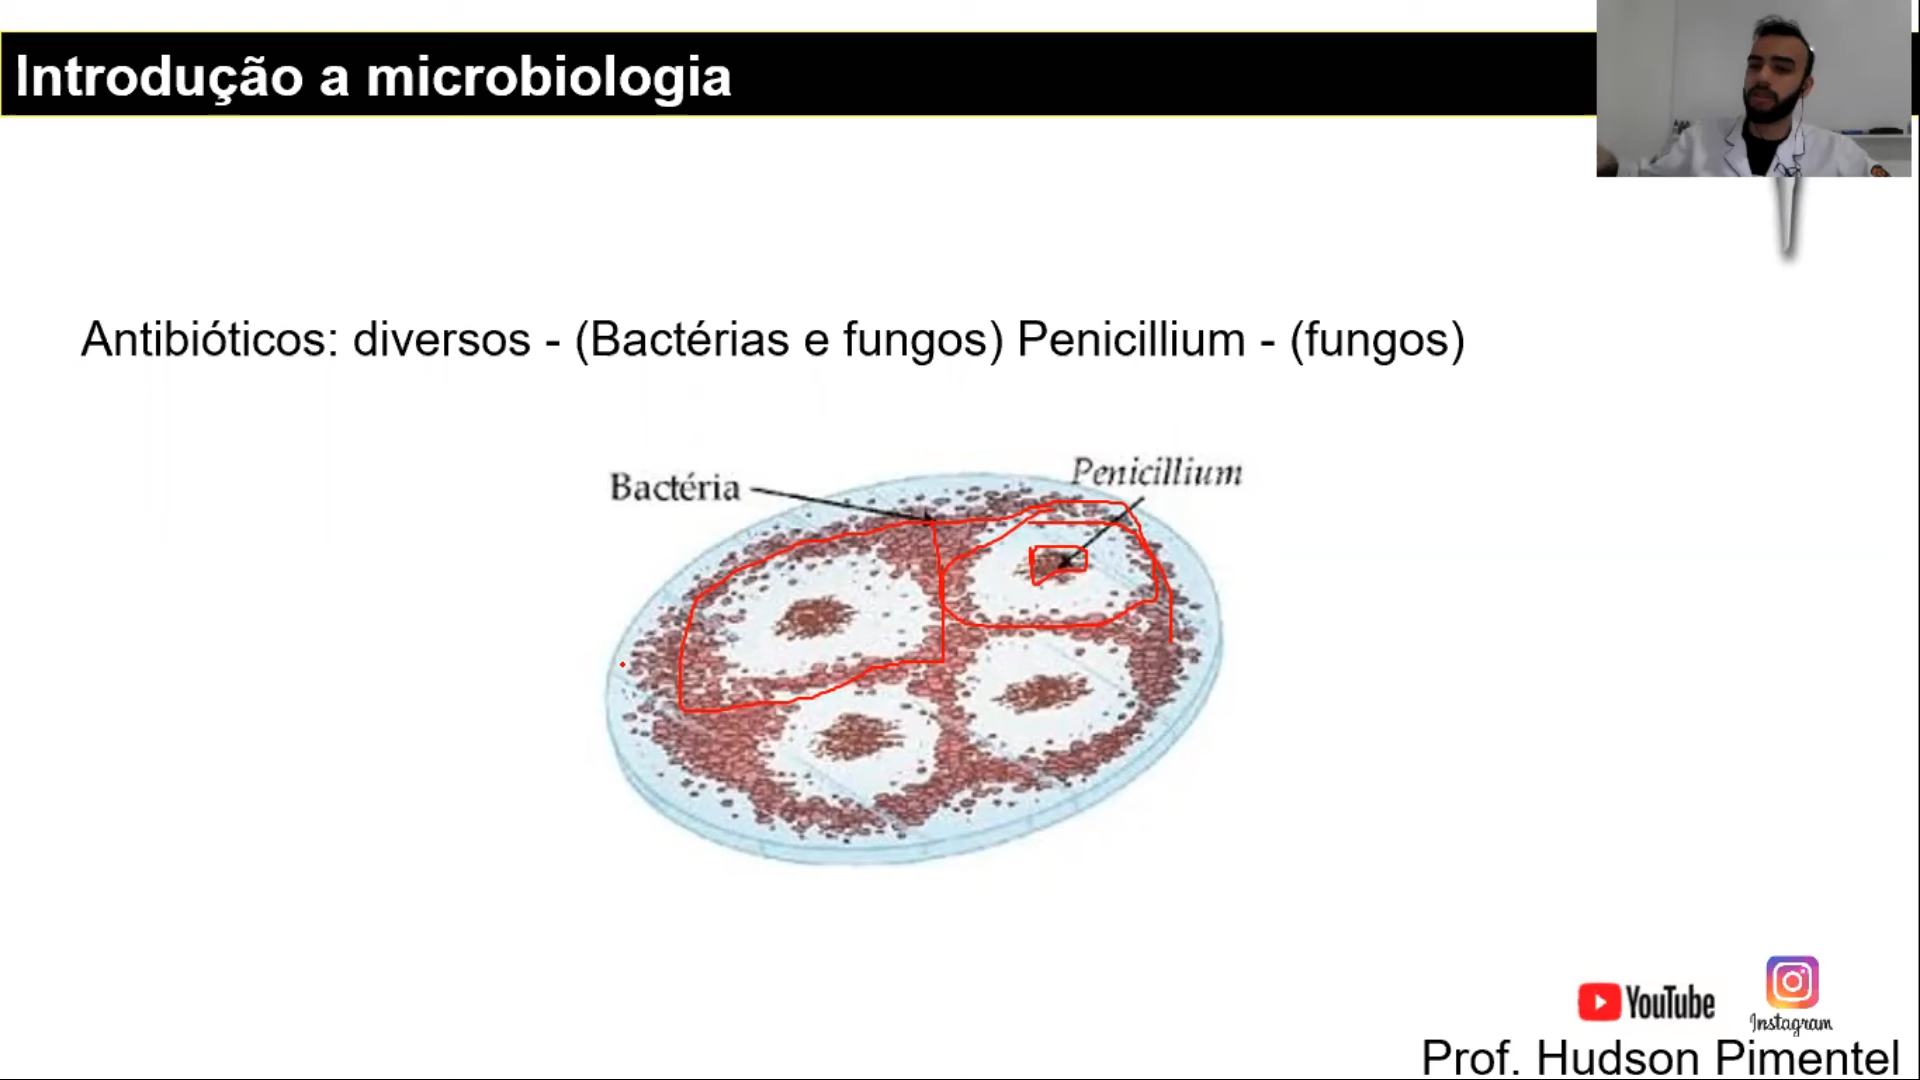 Introdução a microbiologia
Antibióticos: diversos - (Bactérias e fungos) Penicillium - (fungos)
Bactéria
Penicillium
YouTube
Instagram
Prof. Hudson Pimentel